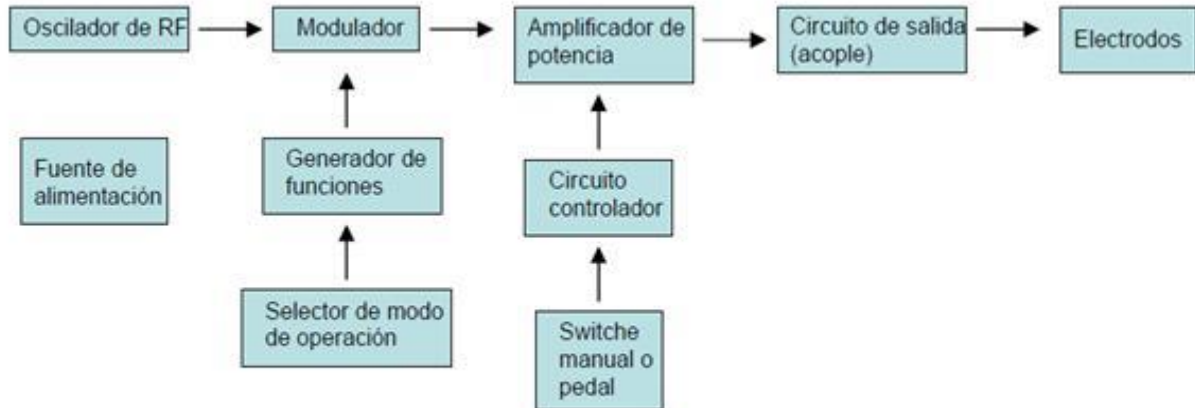 Oscilador de RF
Modulador
Amplificador de
potencia
Circuito de salida
(acople)
Electrodos
Fuente de
alimentación
Generador de
funciones
Circuito
controlador
Selector de modo
de operación
Switche
manual o
pedal